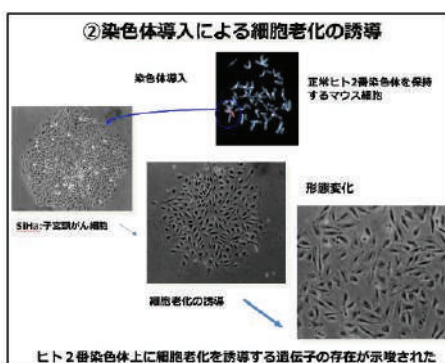 ②染色体導入による細胞老化の誘導
染色体導入
正常ヒト2番染色体を保持
するマウス細胞
SiHa:子宮頸がん細胞
形態変化
細胞老化の誘導
ヒト2番染色体上に細胞老化を誘導する遺伝子の存在が示唆された